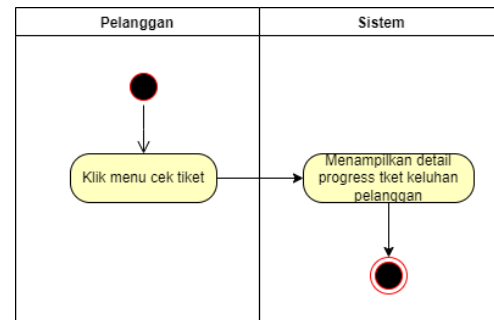 Pelanggan
Sistem
Klik menu cek tiket
Menampilkan detail
progress tket keluhan
pelanggan